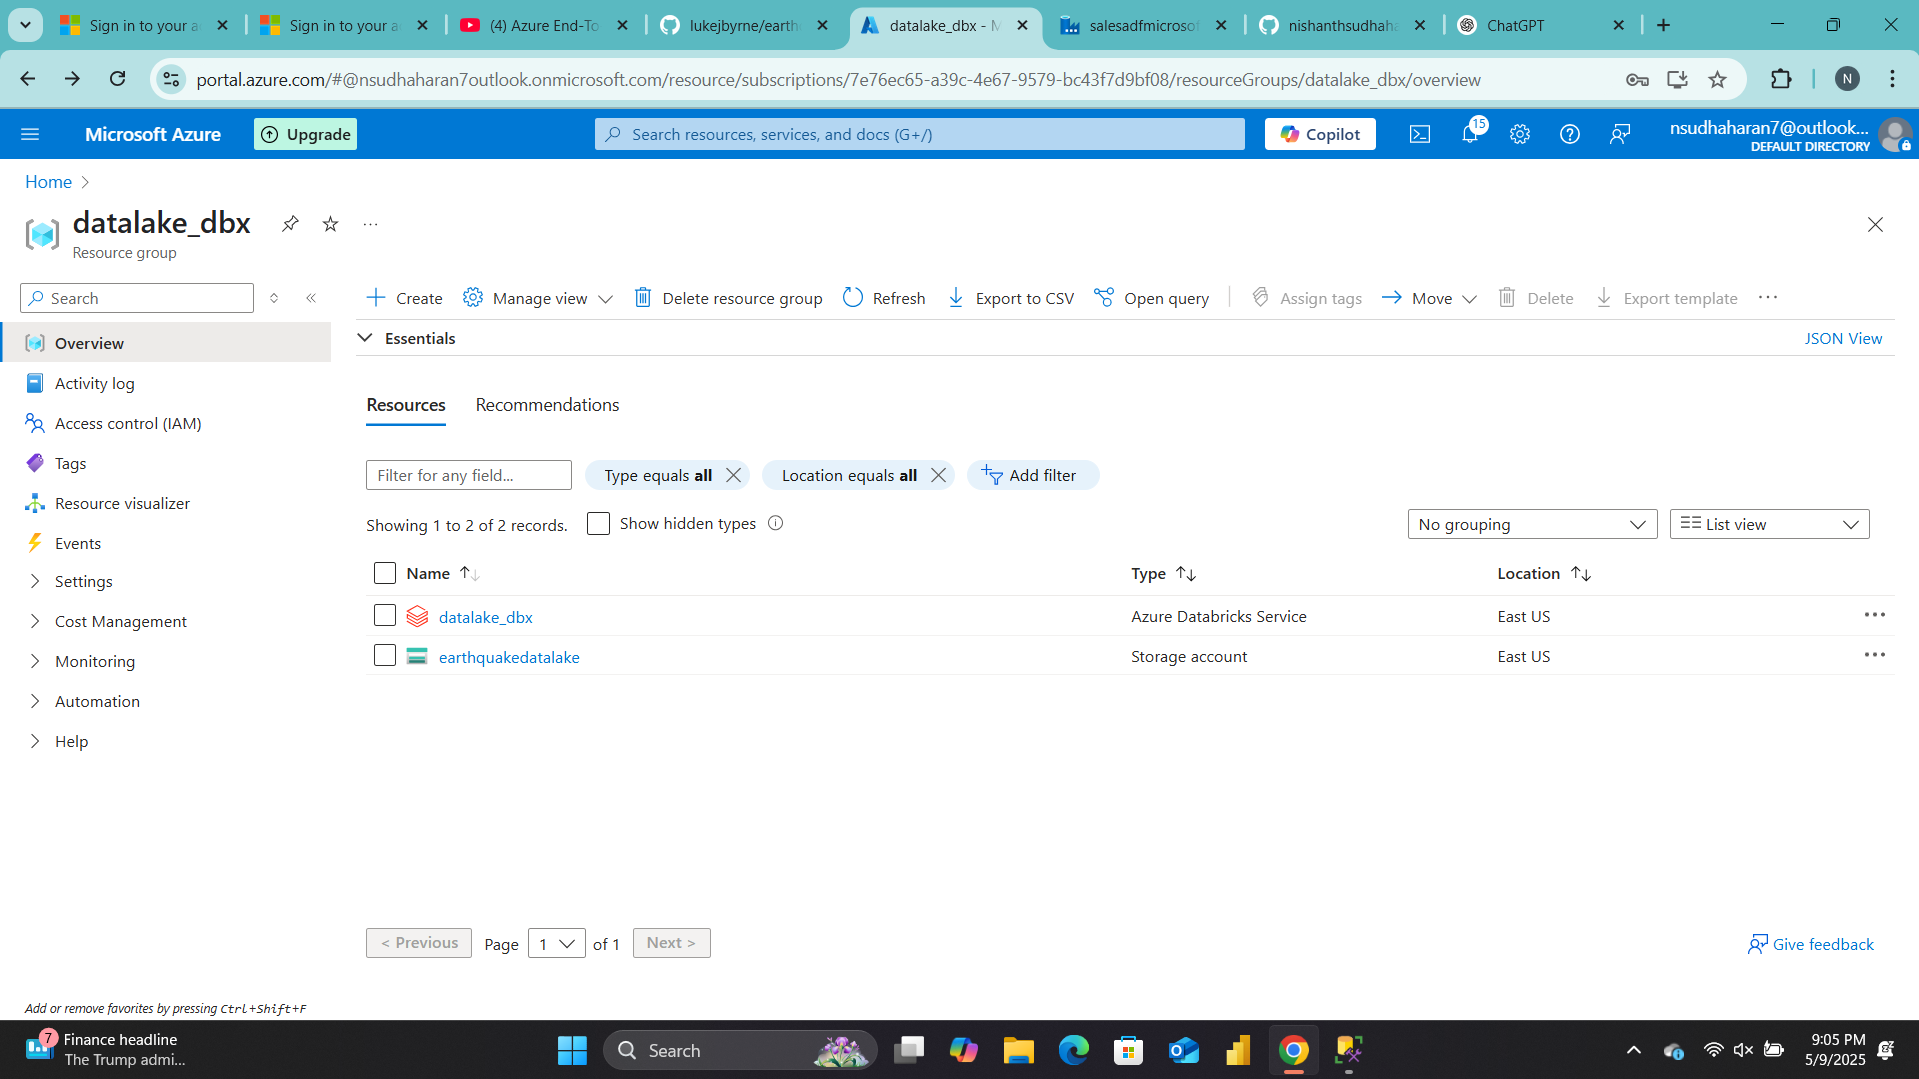 Sign in to your a
Sign in to your a
(4) Azure End-To
lukejbyrne/earth
datalake_dbx - M
salesadfmicrosof
nishanthsudhaha
ChatGPT
portal.azure.com/#@nsudhaharan7outlook.onmicrosoft.com/resource/subscriptions/7e76ec65-a39c-4e67-9579-bc43f7d9bf08/resourceGroups/datalake_dbx/overview
N
Microsoft Azure
Upgrade
Search resources, services, and docs (G+/)
Copilot
15
nsudhaharan7@outlook...
DEFAULT DIRECTORY
Home
datalake_dbx
Resource group
Search
Create
Manage view
Delete resource group
Refresh
Export to CSV
Open query
Assign tags
Move
Delete
Export template
Overview
Activity log
Access control (IAM)
Tags
Resource visualizer
Events
Settings
Cost Management
Monitoring
Automation
Help
Essentials
JSON View
Resources
Recommendations
Filter for any field...
Type equals all
Location equals all
Add filter
Showing 1 to 2 of 2 records.
Show hidden types
No grouping
List view
Name
Type
Location
datalake_dbx
Azure Databricks Service
East US
earthquakedatalake
Storage account
East US
< Previous
Page
1
of 1
Next >
Give feedback
Add or remove favorites by pressing Ctrl+Shift+F
7
Finance headline
The Trump admi...
Search
9:05 PM
5/9/2025